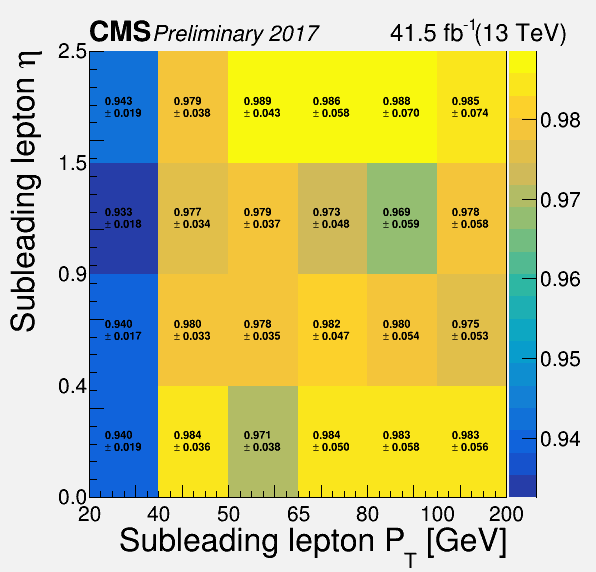 CMS Preliminary 2017 41.5 fb-1(13 TeV)
Subleading lepton η
2.5
1.5
0.9
0.4
0.0
0.943 0.979 0.989 0.986 0.988 0.985
± 0.019 ± 0.038 ± 0.043 ± 0.058 ± 0.070 ± 0.074
0.933 0.977 0.979 0.973 0.969 0.978
± 0.018 ± 0.034 ± 0.037 ± 0.048 ± 0.059 ± 0.058
0.940 0.980 0.978 0.982 0.980 0.975
± 0.017 ± 0.033 ± 0.035 ± 0.047 ± 0.054 ± 0.053
0.940 0.984 0.971 0.984 0.983 0.983
± 0.019 ± 0.036 ± 0.038 ± 0.050 ± 0.058 ± 0.056
0.98
0.97
0.96
0.95
0.94
20 40 50 65 80 100 200
Subleading lepton PT [GeV]